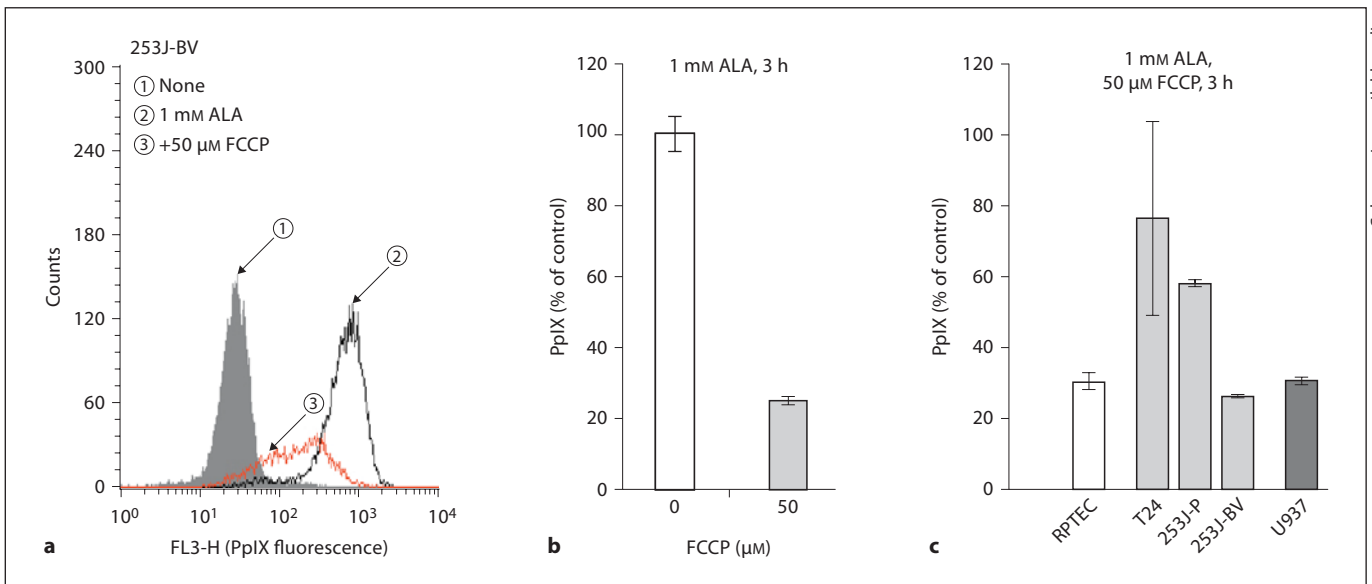 253J-BV
① None
② 1 mM ALA
③ +50 μM FCCP
300
240
180
120
60
0
Counts
①
②
③
10⁰ 10¹ 10² 10³ 10⁴
FL3-H (PpIX fluorescence)
a
1 mM ALA, 3 h
120
100
80
60
40
20
0
PpIX (% of control)
0 50
FCCP (μM)
b
1 mM ALA,
50 μM FCCP, 3 h
120
100
80
60
40
20
0
PpIX (% of control)
RPTEC
T24
253J-P
253J-BV
U937
c